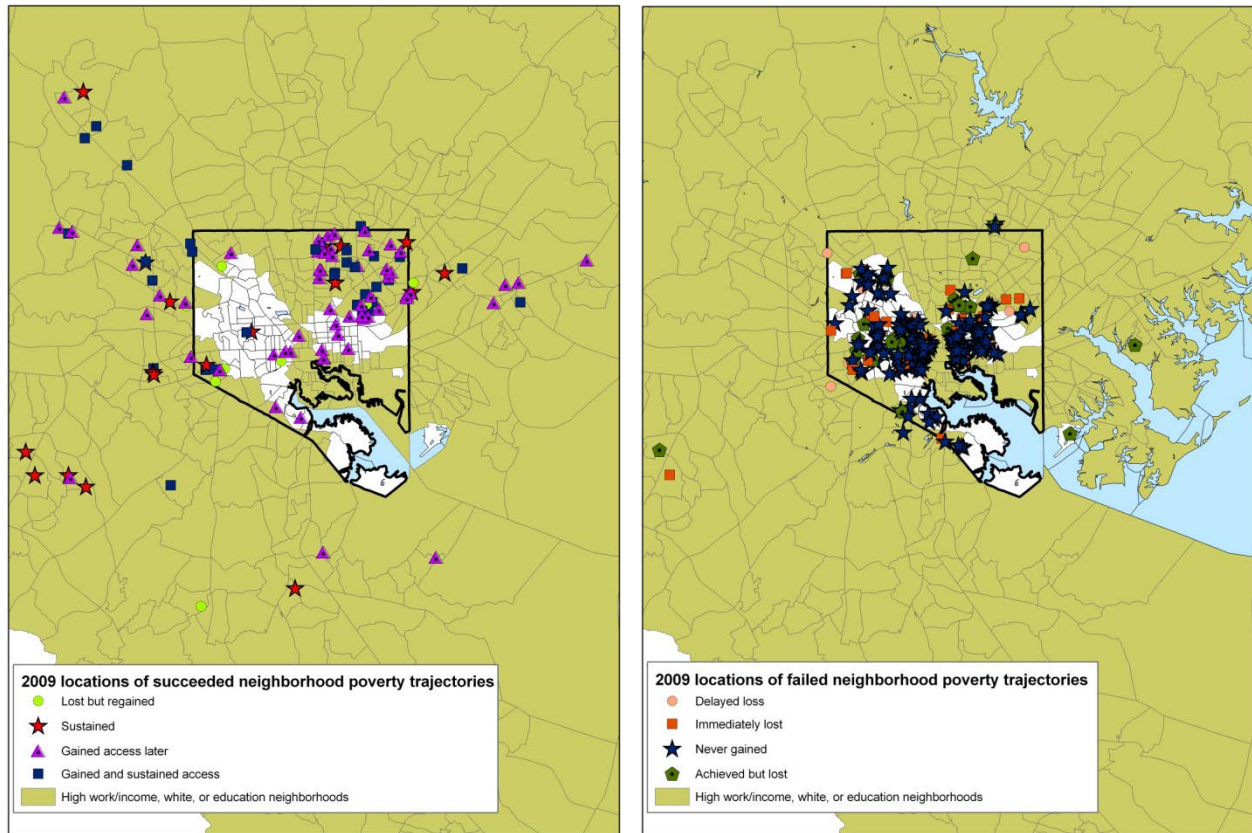 2009 locations of succeeded neighborhood poverty trajectories
Lost but regained
Sustained
Gained access later
Gained and sustained access
High work/income, white, or education neighborhoods
2009 locations of failed neighborhood poverty trajectories
Delayed loss
Immediately lost
Never gained
Achieved but lost
High work/income, white, or education neighborhoods